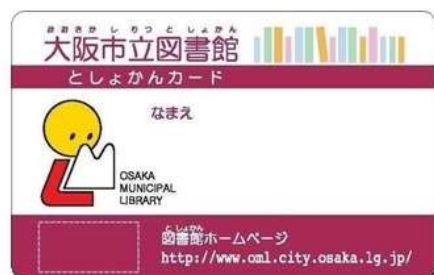 おおさか し りつ と しょかん
大阪市立図書館
としょかんカード
なまえ
OSAKA
MUNICIPAL
LIBRARY
と しょかん
図書館ホームページ
http://www.oml.city.osaka.lg.jp/